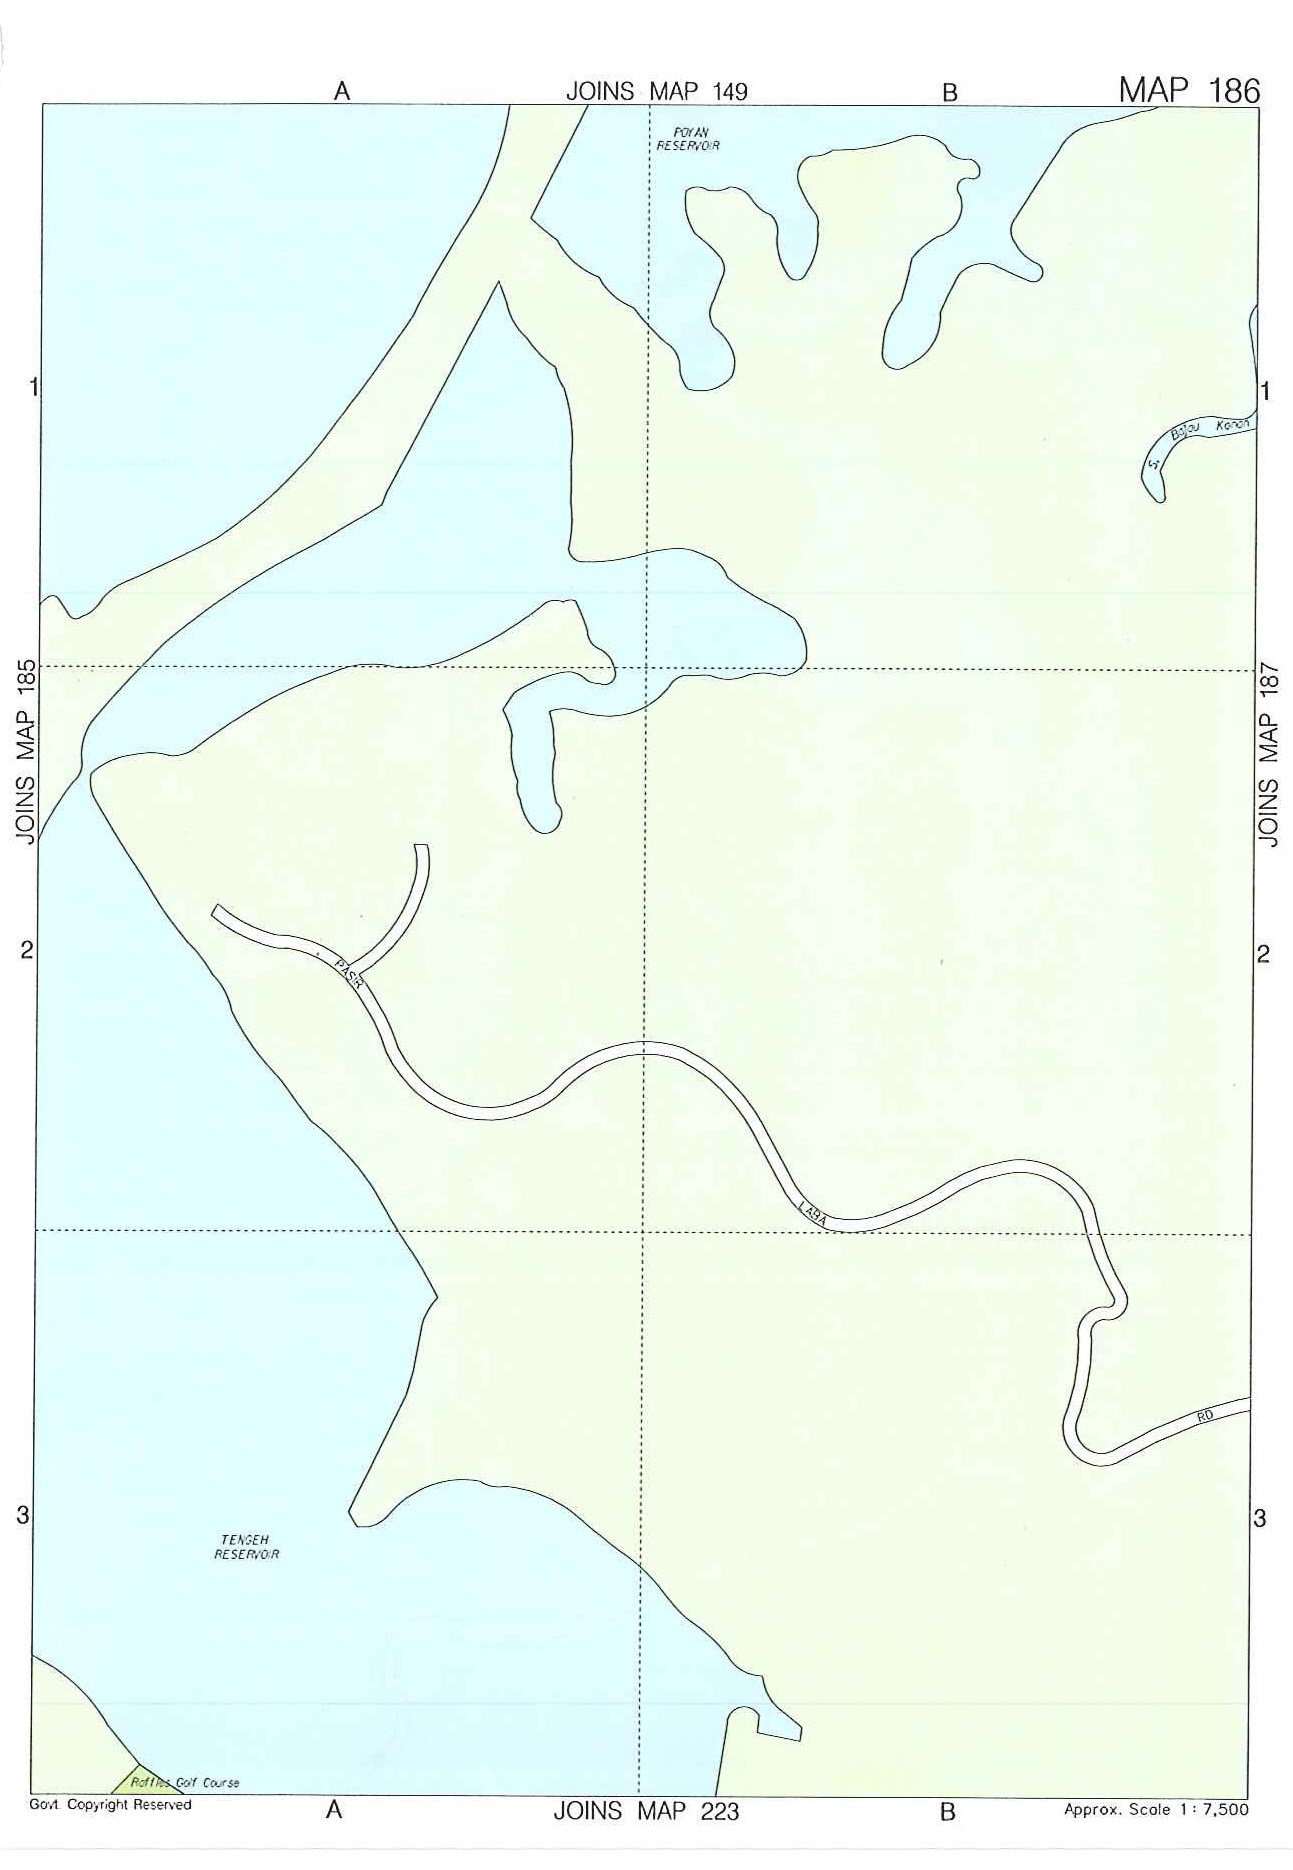 A
JOINS MAP 149
B
MAP 186
POYAN
RESERVOIR
1
1
S. Bajau Kanan
JOINS MAP 185
JOINS MAP 187
2
2
PASIR
LABA
RD
3
3
TENGEH
RESERVOIR
Raffles Golf Course
Govt. Copyright Reserved
A
JOINS MAP 223
B
Approx. Scale 1 : 7,500